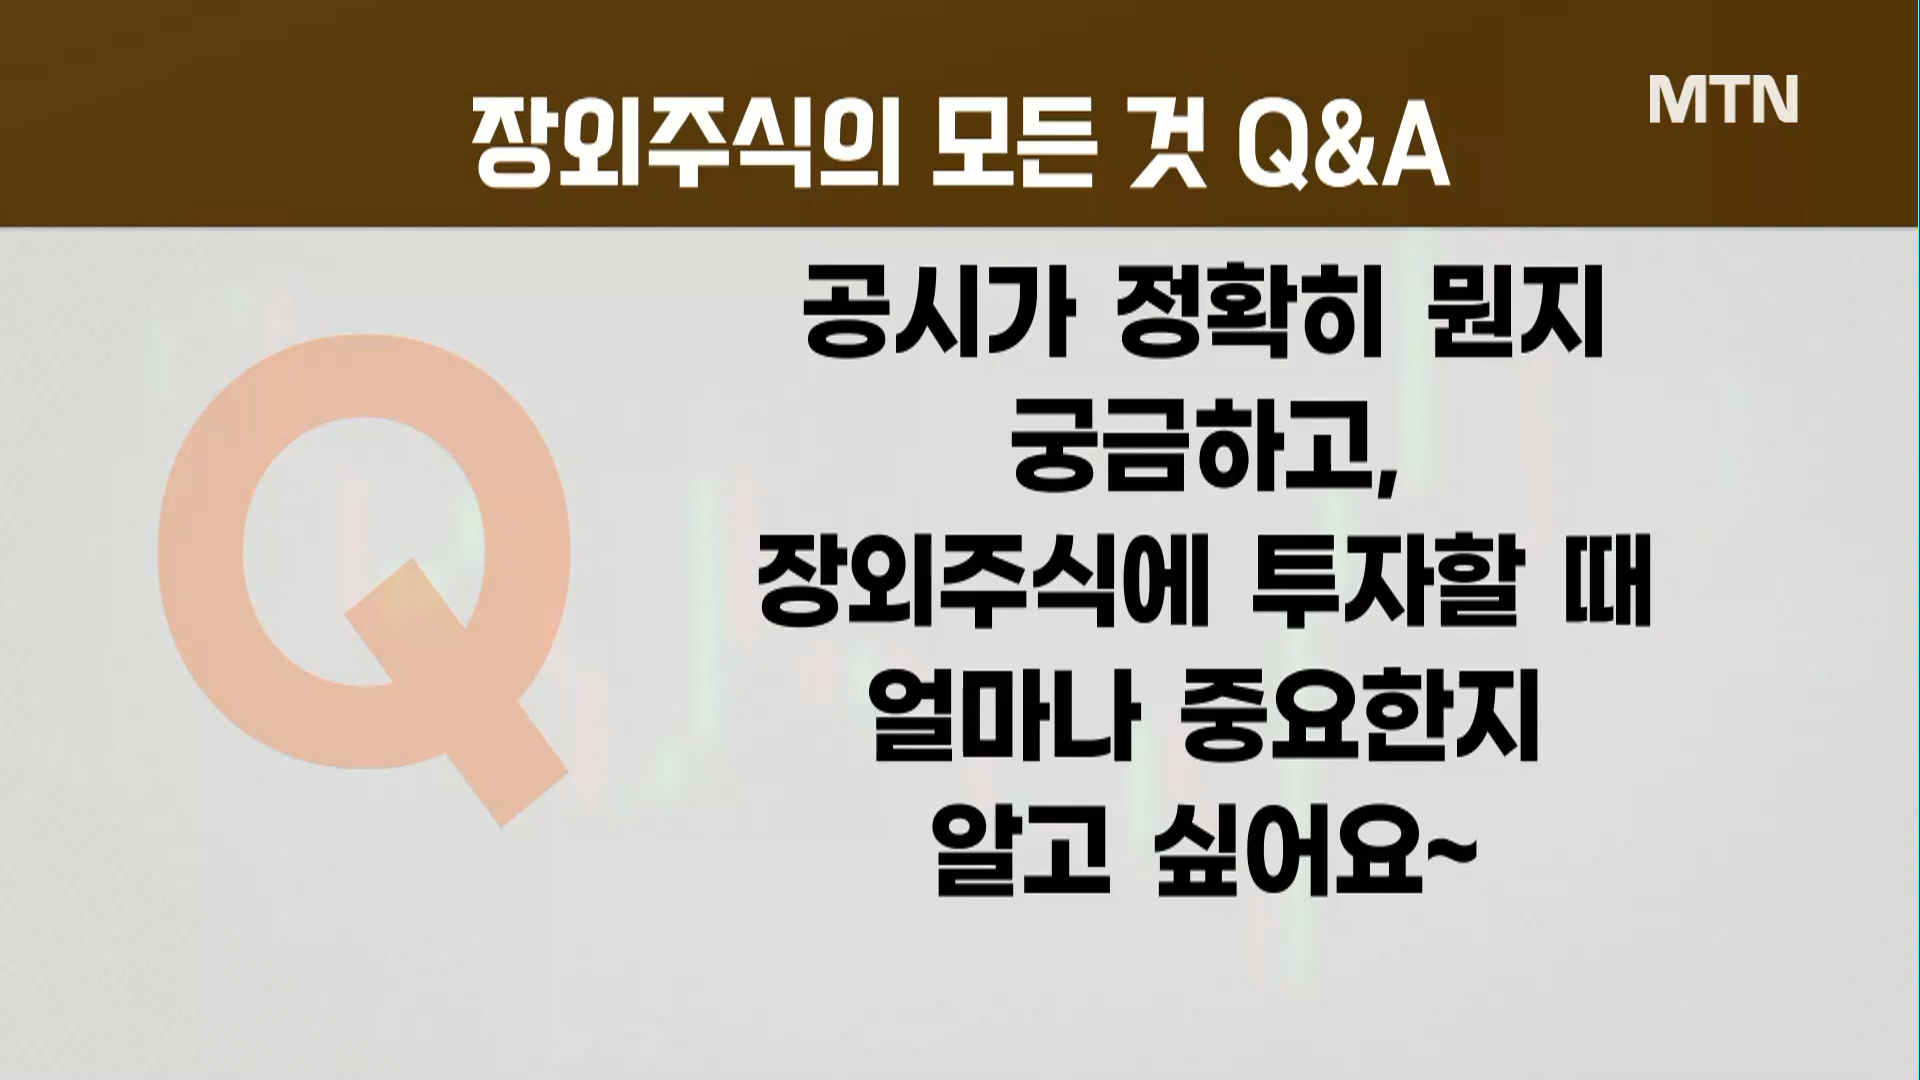 장외주식의 모든 것 Q&A
MTN
Q
공시가 정확히 뭔지
궁금하고,
장외주식에 투자할 때
얼마나 중요한지
알고 싶어요~